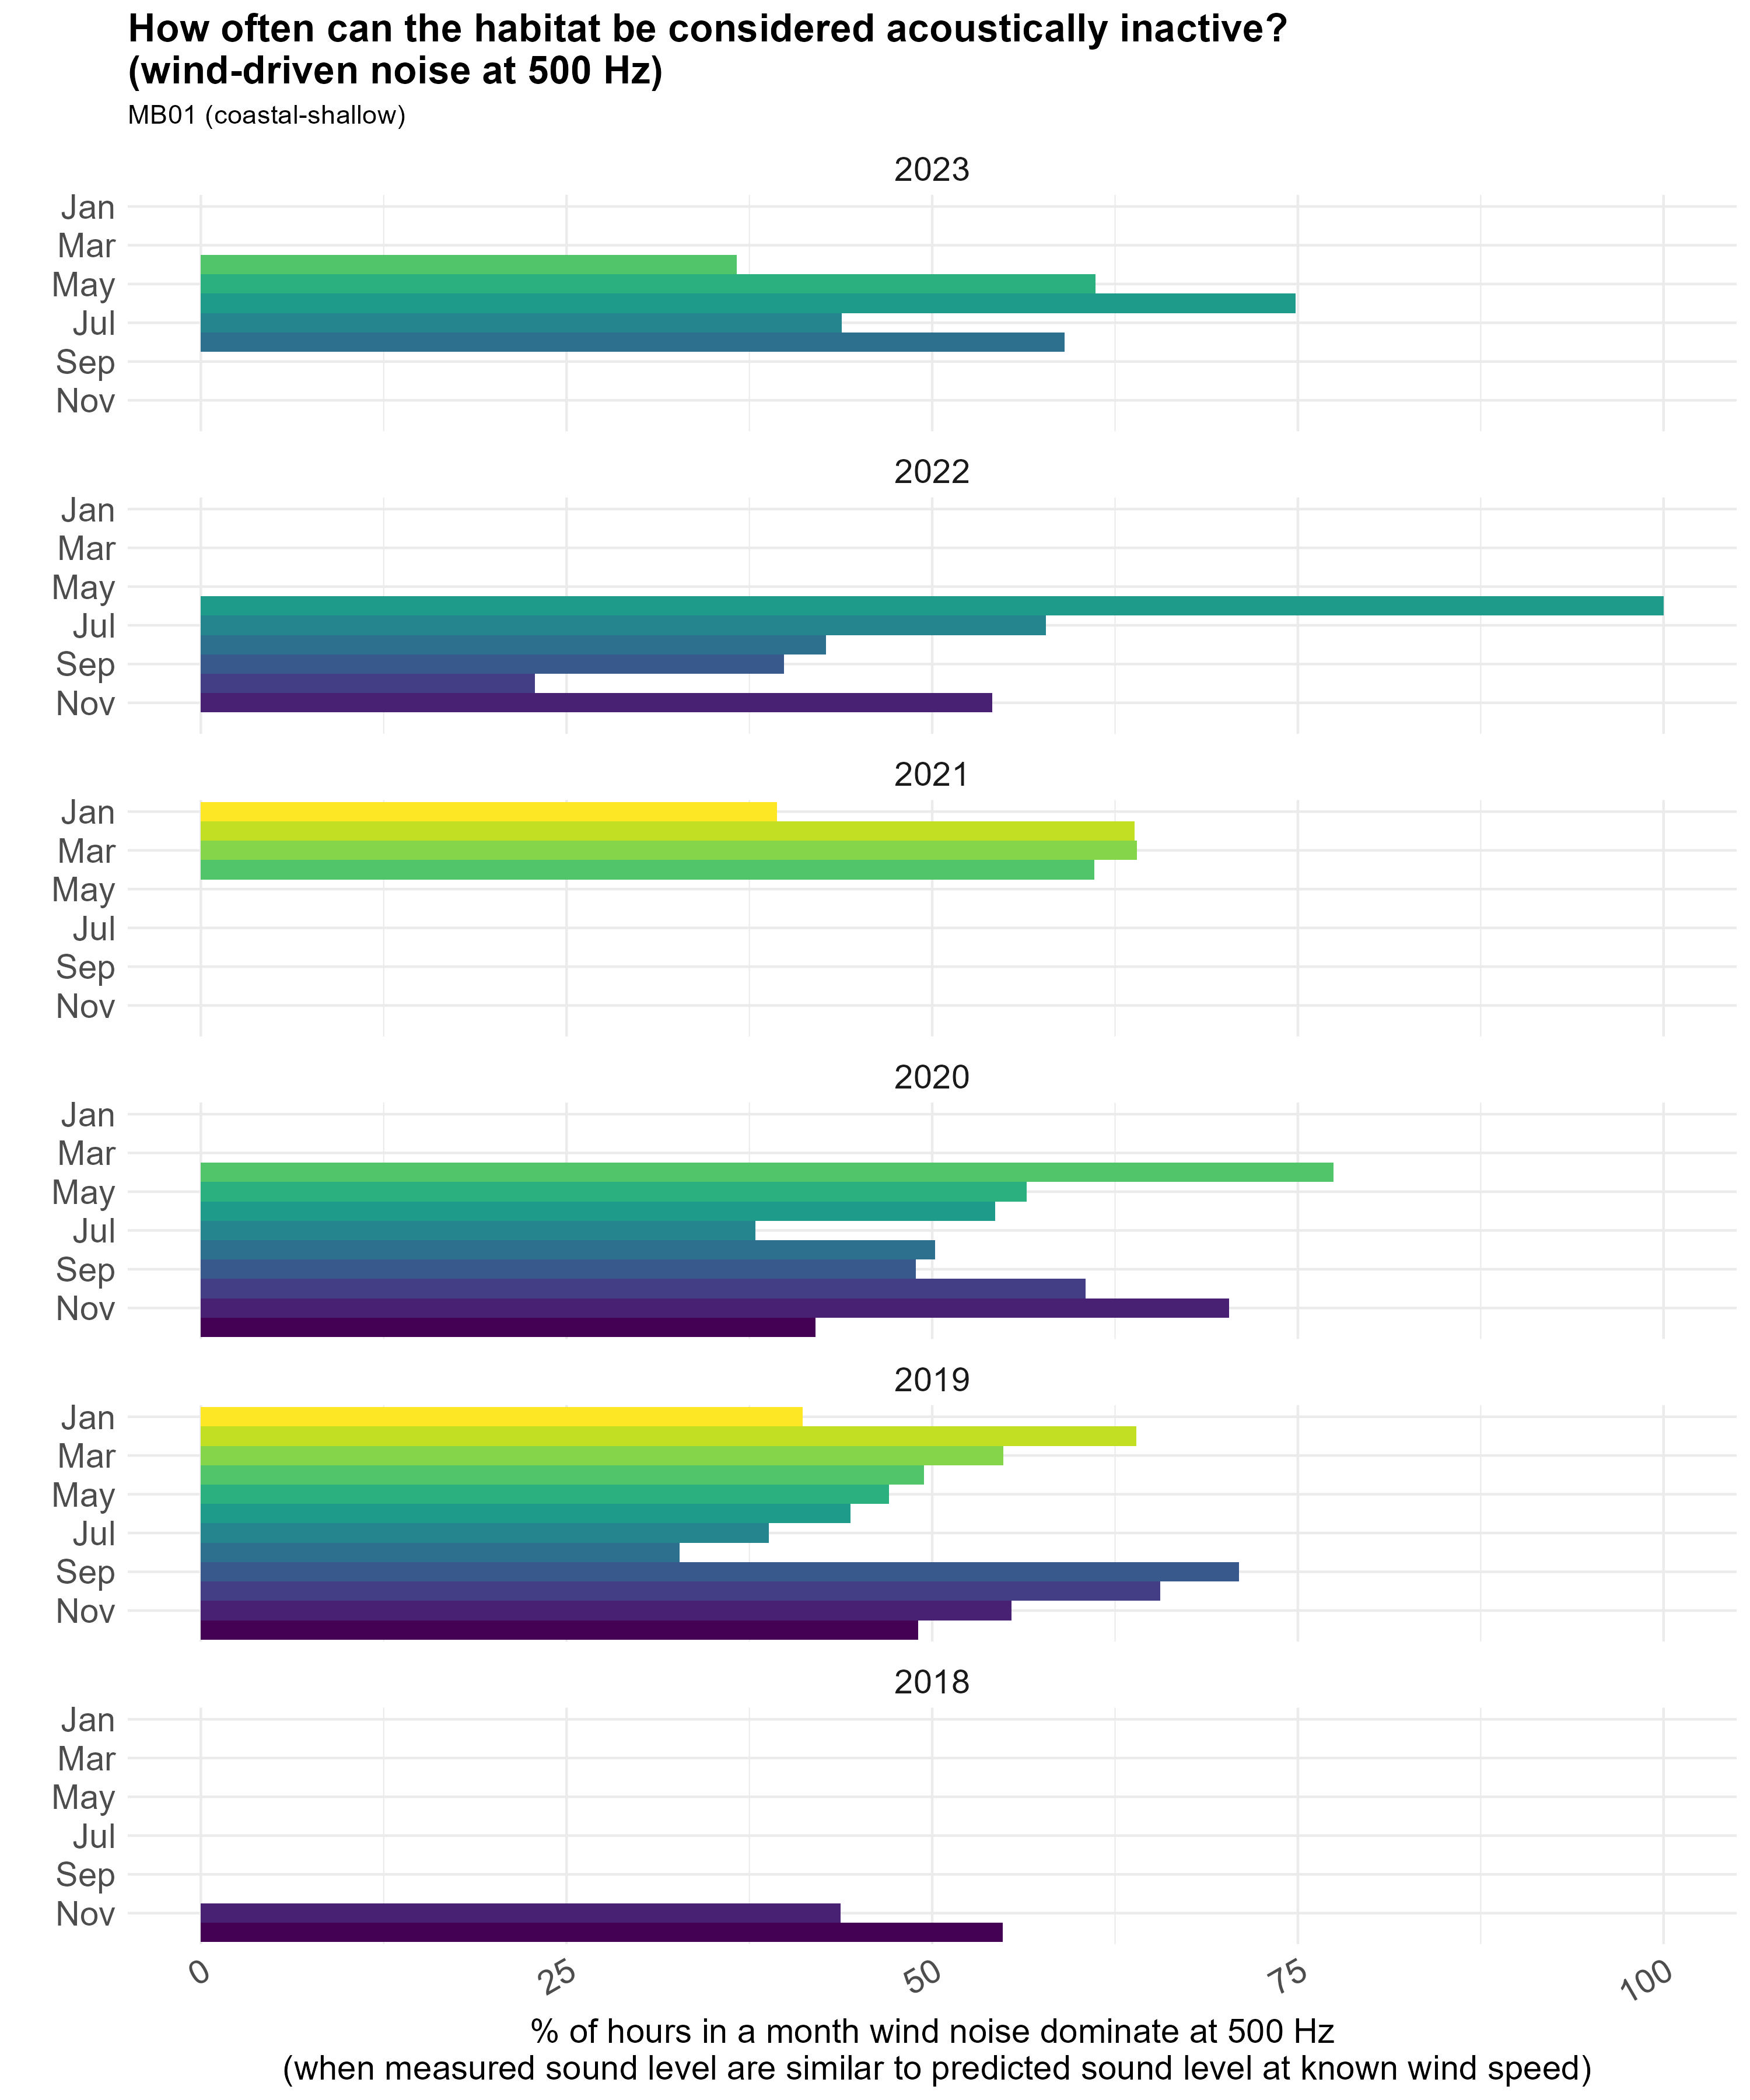 How often can the habitat be considered acoustically inactive?
(wind-driven noise at 500 Hz)
MB01 (coastal-shallow)
2023
Jan
Mar
May
Jul
Sep
Nov
2022
Jan
Mar
May
Jul
Sep
Nov
2021
Jan
Mar
May
Jul
Sep
Nov
2020
Jan
Mar
May
Jul
Sep
Nov
2019
Jan
Mar
May
Jul
Sep
Nov
2018
Jan
Mar
May
Jul
Sep
Nov
0 25 50 75 100
% of hours in a month wind noise dominate at 500 Hz
(when measured sound level are similar to predicted sound level at known wind speed)